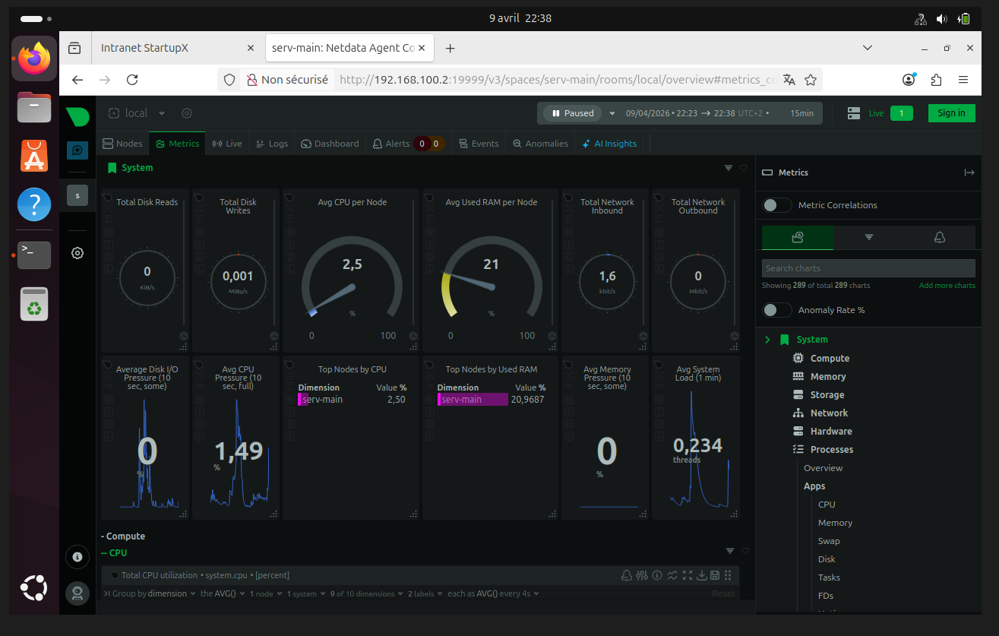 9 avril 22:38
Intranet StartupX
serv-main: Netdata Agent Co
Non sécurisé http://192.168.100.2:19999/v3/spaces/serv-main/rooms/local/overview#metrics_co
local Paused 09/04/2026 • 22:23 → 22:38 UTC+2 • 15min Live 1 Sign in
Nodes Metrics Live Logs Dashboard Alerts 0 0 Events Anomalies AI Insights
s
System
Total Disk Reads
0
KiB/s
Total Disk
Writes
0,001
MiBy/s
Avg CPU per Node
2,5
%
0 100
Avg Used RAM per Node
21
%
0 100
Total Network
Inbound
1,6
kbit/s
Total Network
Outbound
0
Mbit/s
Average Disk I/O
Pressure (10
sec, some)
0
%
Avg CPU
Pressure (10
sec, full)
1,49
%
Top Nodes by CPU
Dimension Value %
serv-main 2,50
Top Nodes by Used RAM
Dimension Value %
serv-main 20,9687
Avg Memory
Pressure (10
sec, some)
0
%
Avg System
Load (1 min)
0,234
threads
- Compute
-- CPU
Total CPU utilization • system.cpu • [percent]
Group by dimension the AVG() 1 node 1 system 9 of 10 dimensions 2 labels each as AVG() every 4s Reset
Metrics
Metric Correlations
Search charts
Showing 289 of total 289 charts Add more charts
Anomaly Rate %
System
Compute
Memory
Storage
Network
Hardware
Processes
Overview
Apps
CPU
Memory
Swap
Disk
Tasks
FDs